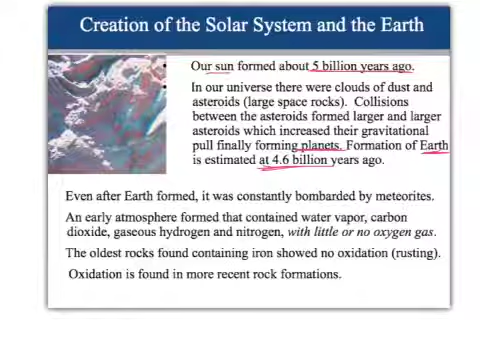 Creation of the Solar System and the Earth
Our sun formed about 5 billion years ago.
In our universe there were clouds of dust and
asteroids (large space rocks). Collisions
between the asteroids formed larger and larger
asteroids which increased their gravitational
pull finally forming planets. Formation of Earth
is estimated at 4.6 billion years ago.
Even after Earth formed, it was constantly bombarded by meteorites.
An early atmosphere formed that contained water vapor, carbon
dioxide, gaseous hydrogen and nitrogen, with little or no oxygen gas.
The oldest rocks found containing iron showed no oxidation (rusting).
Oxidation is found in more recent rock formations.